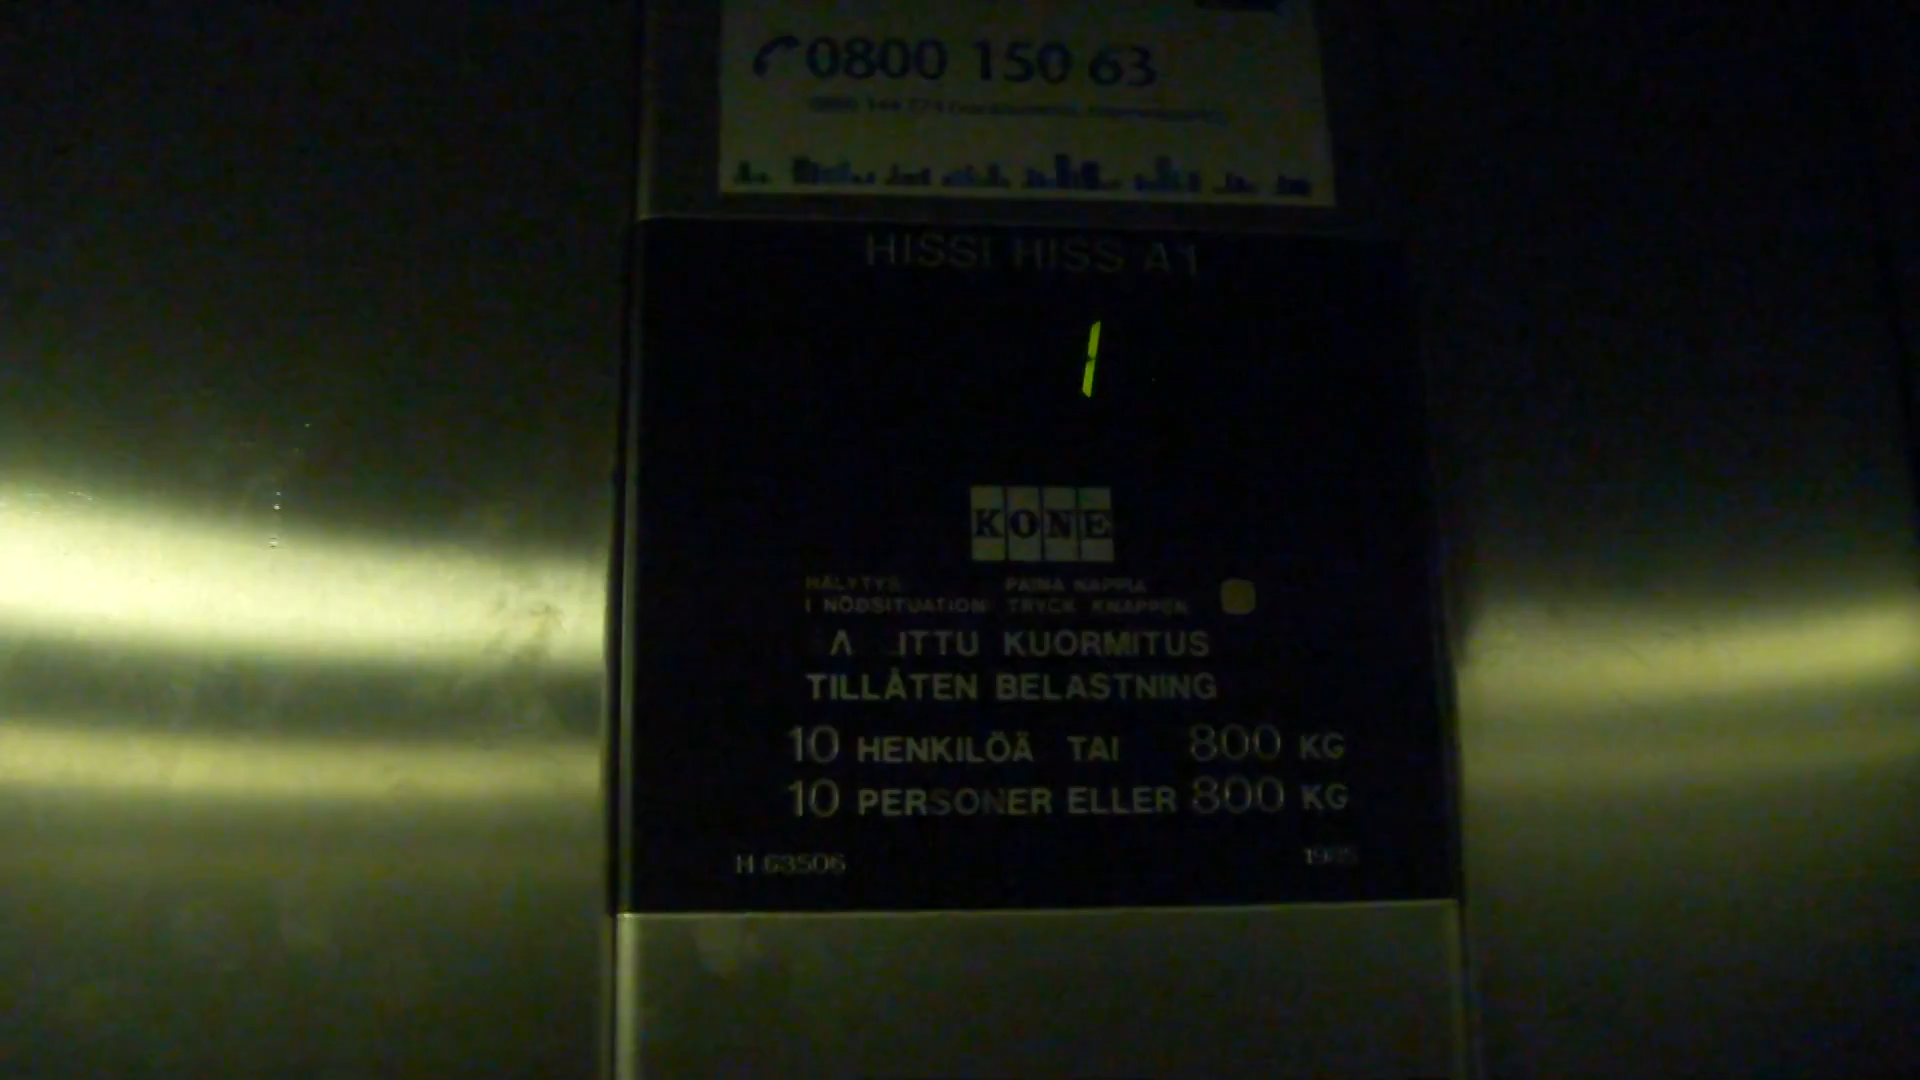 0800 150 63
HISSI HISS A1
1
KONE
HÄLYTYS PAINA NAPPIA
I NÖDSITUATION TRYCK KNAPPEN
A ITTU KUORMITUS
TILLÅTEN BELASTNING
10 HENKILÖÄ TAI 800 KG
10 PERSONER ELLER 800 KG
H 63506